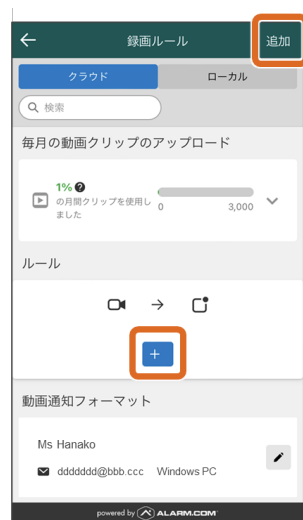 録画ルール 追加
クラウド ローカル
検索
毎月の動画クリップのアップロード
1%
の月間クリップを使用し
ました
0 3,000
ルール
動画通知フォーマット
Ms Hanako
ddddddd@bbb.ccc Windows PC
powered by ALARM.COM